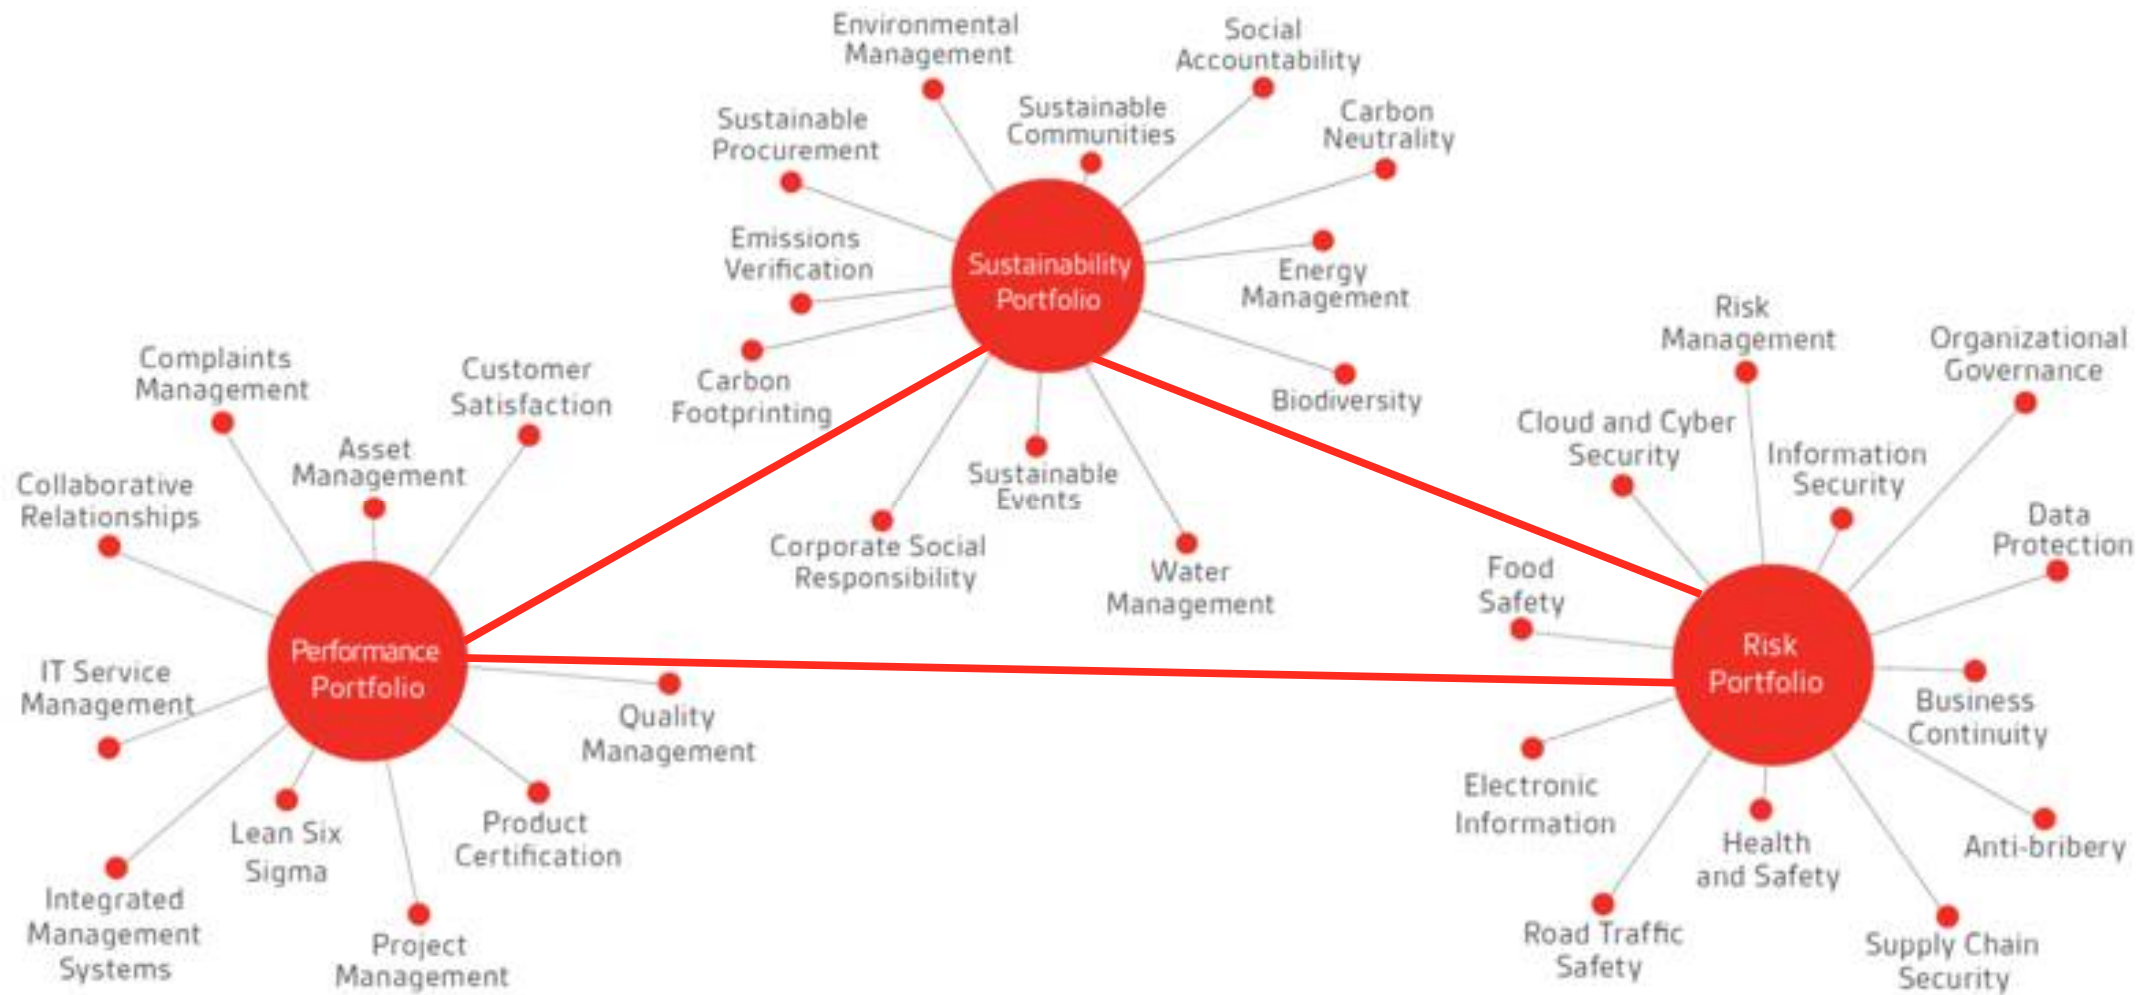 Environmental
Management
Social
Accountability
Sustainable
Communities
Carbon
Neutrality
Sustainable
Procurement
Emissions
Verification
Sustainability
Portfolio
Energy
Management
Carbon
Footprinting
Biodiversity
Sustainable
Events
Corporate Social
Responsibility
Water
Management
Complaints
Management
Customer
Satisfaction
Asset
Management
Collaborative
Relationships
Performance
Portfolio
IT Service
Management
Quality
Management
Lean Six
Sigma
Product
Certification
Integrated
Management
Systems
Project
Management
Risk
Management
Organizational
Governance
Cloud and Cyber
Security
Information
Security
Data
Protection
Food
Safety
Risk
Portfolio
Business
Continuity
Electronic
Information
Health
and Safety
Anti-bribery
Road Traffic
Safety
Supply Chain
Security